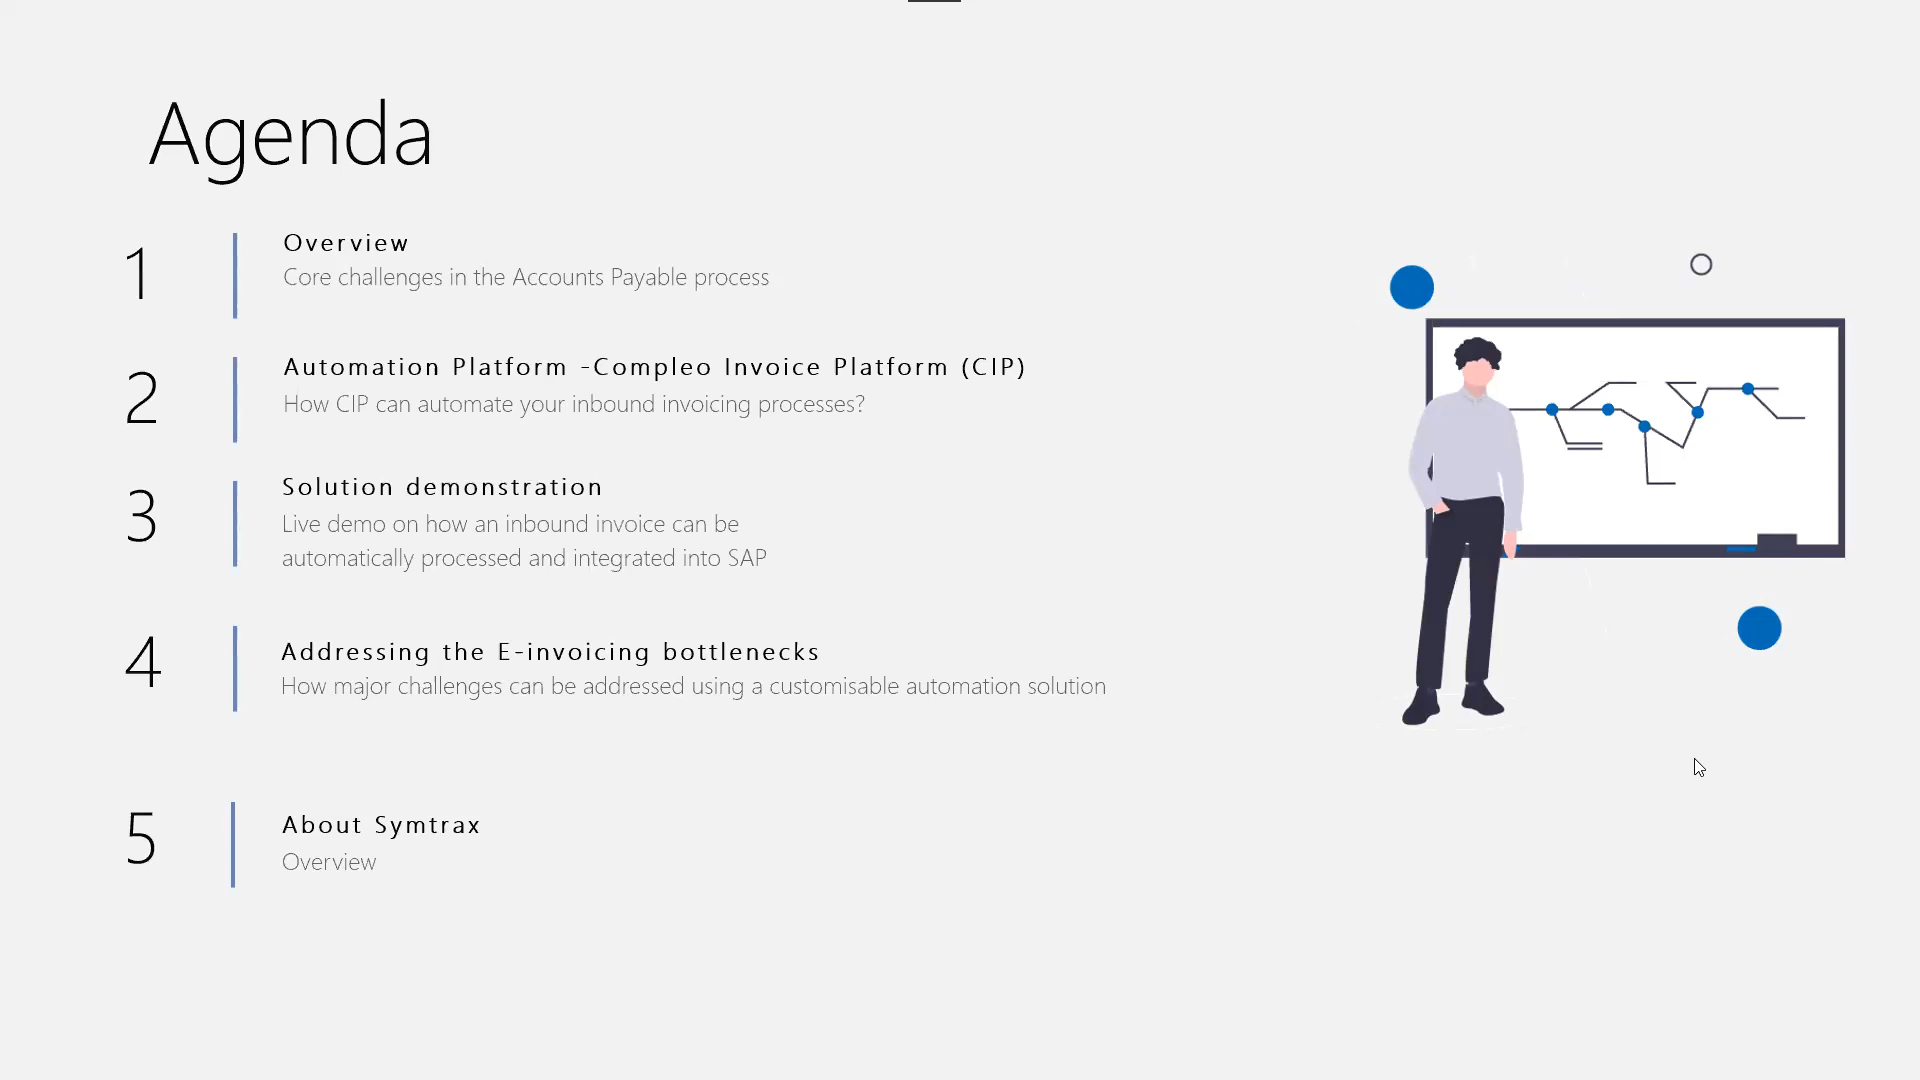 Agenda
1
Overview
Core challenges in the Accounts Payable process
2
Automation Platform -Compleo Invoice Platform (CIP)
How CIP can automate your inbound invoicing processes?
3
Solution demonstration
Live demo on how an inbound invoice can be
automatically processed and integrated into SAP
4
Addressing the E-invoicing bottlenecks
How major challenges can be addressed using a customisable automation solution
5
About Symtrax
Overview